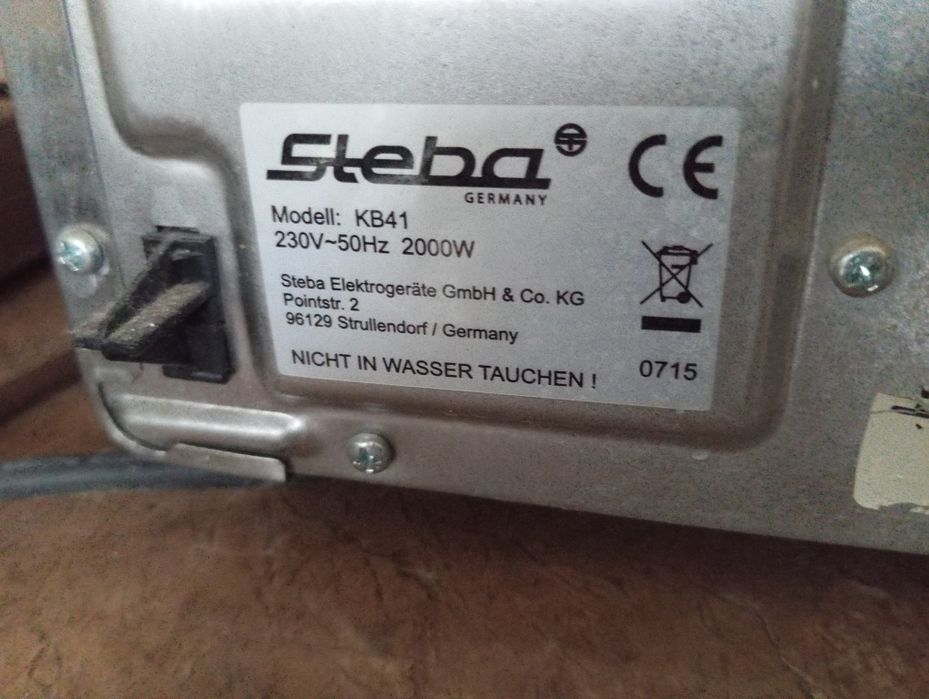 Steba
GERMANY
CE
Modell: KB41
230V~50Hz 2000W
Steba Elektrogeräte GmbH & Co. KG
Pointstr. 2
96129 Strullendorf / Germany
NICHT IN WASSER TAUCHEN !
0715